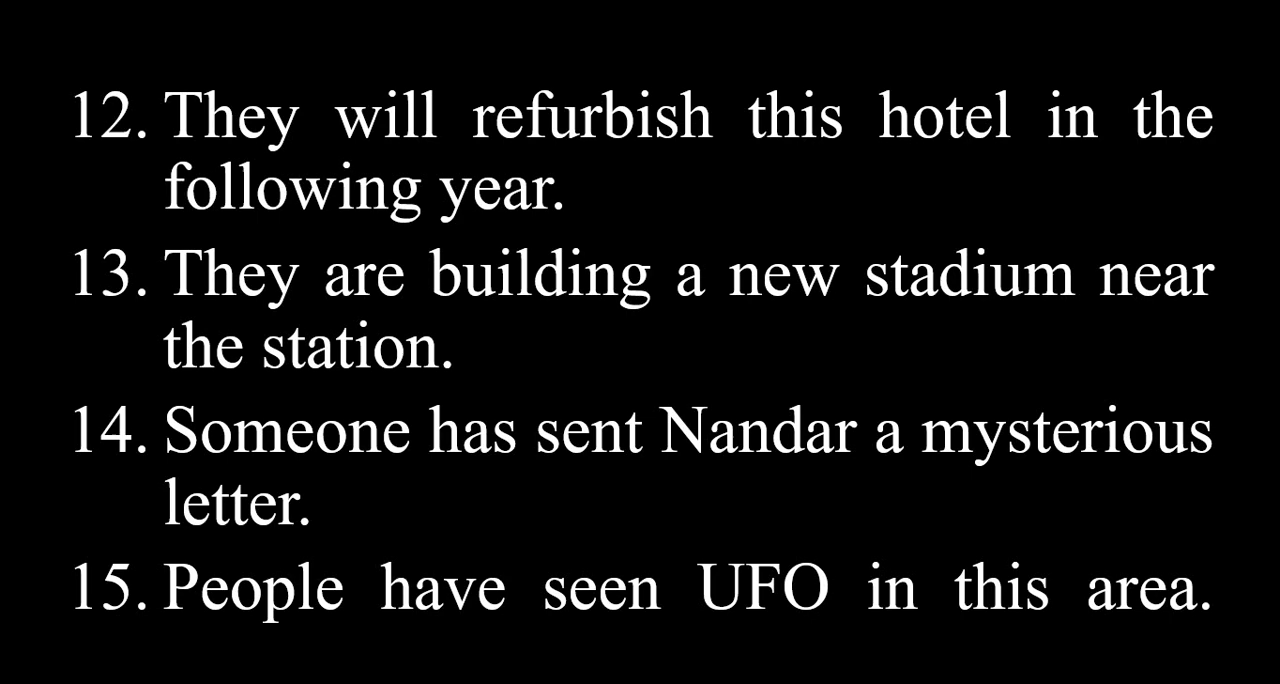 12. They will refurbish this hotel in the
following year.
13. They are building a new stadium near
the station.
14. Someone has sent Nandar a mysterious
letter.
15. People have seen UFO in this area.